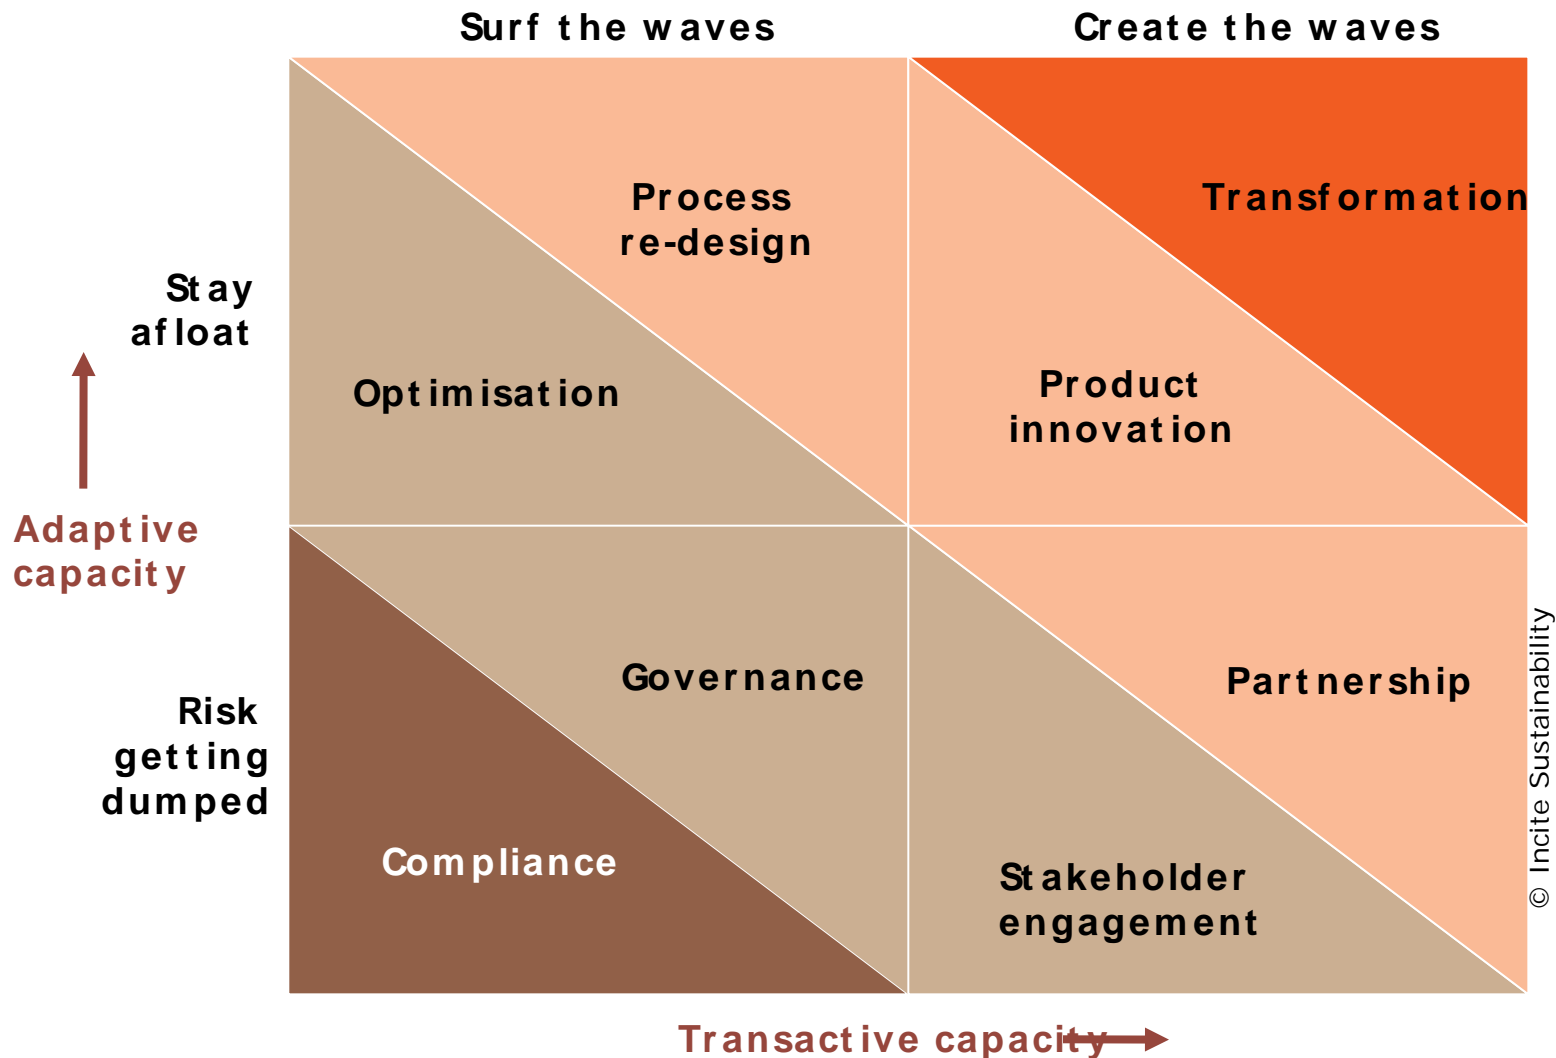 Surf the waves
Create the waves
Process
re-design
Transformation
Stay
afloat
Optimisation
Product
innovation
Adaptive
capacity
Governance
Partnership
Risk
getting
dumped
Compliance
Stakeholder
engagement
Transactive capacity
© Incite Sustainability